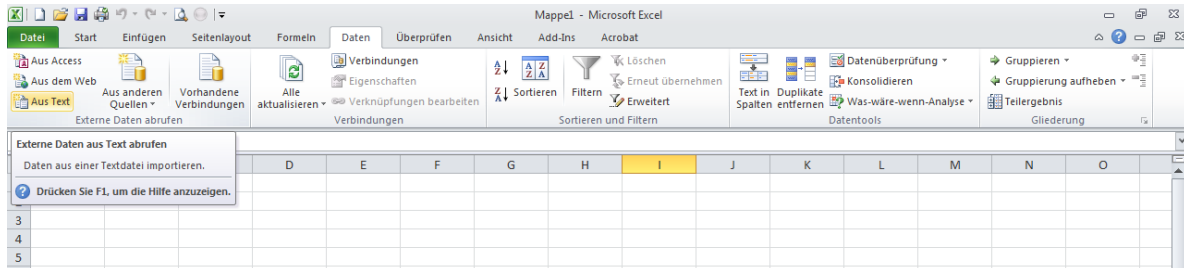 Mappe1 - Microsoft Excel
Datei Start Einfügen Seitenlayout Formeln Daten Überprüfen Ansicht Add-Ins Acrobat
Aus Access
Aus dem Web
Aus Text
Aus anderen Quellen
Vorhandene Verbindungen
Externe Daten abrufen
Alle aktualisieren
Verbindungen
Eigenschaften
Verknüpfungen bearbeiten
Verbindungen
Sortieren
Filtern
Löschen
Erneut übernehmen
Erweitert
Sortieren und Filtern
Text in Spalten
Duplikate entfernen
Datenüberprüfung
Konsolidieren
Was-wäre-wenn-Analyse
Datentools
Gruppieren
Gruppierung aufheben
Teilergebnis
Gliederung
Externe Daten aus Text abrufen
Daten aus einer Textdatei importieren.
Drücken Sie F1, um die Hilfe anzuzeigen.
D E F G H I J K L M N O
3
4
5